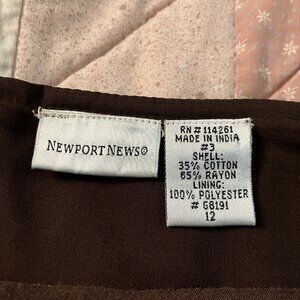 NEWPORT NEWS®
RN # 114261
MADE IN INDIA
#3
SHELL:
35% COTTON
65% RAYON
LINING:
100% POLYESTER
# G8191
12